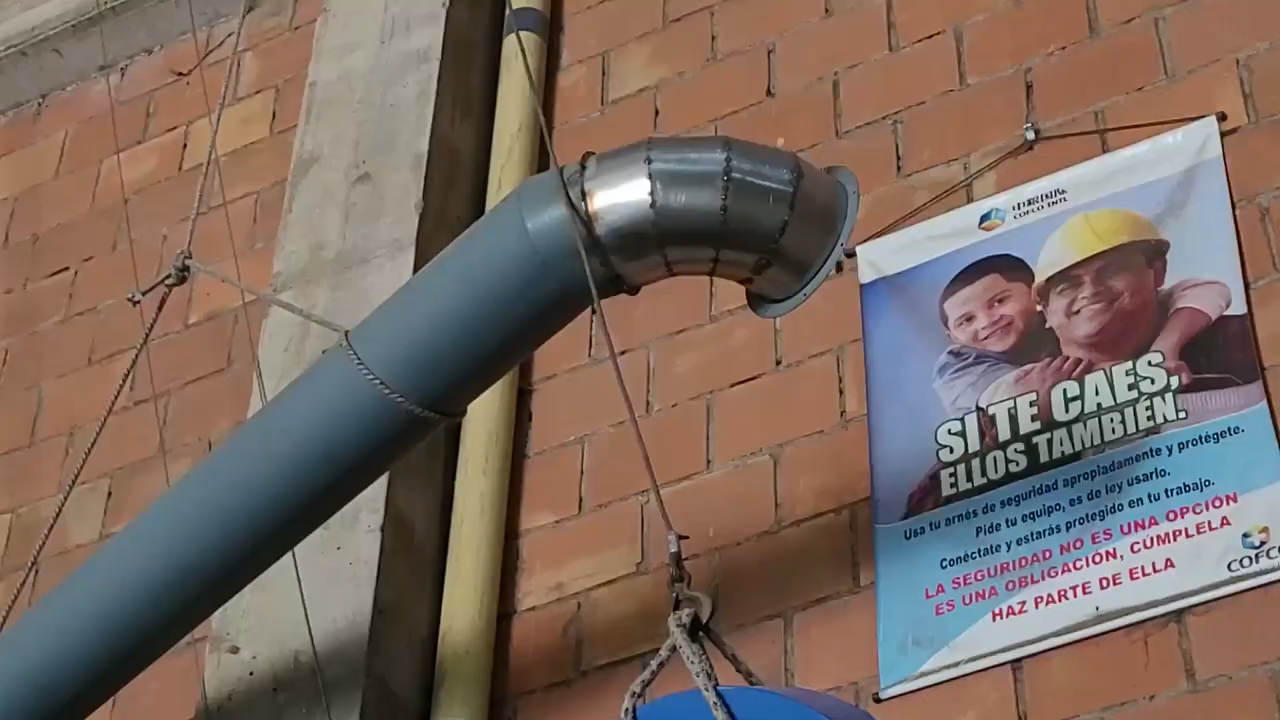 中粮国际
COFCO INTL
SI TE CAES,
ELLOS TAMBIÉN.
Usa tu arnés de seguridad apropiadamente y protégete.
Pide tu equipo, es de ley usarlo.
Conéctate y estarás protegido en tu trabajo.
LA SEGURIDAD NO ES UNA OPCIÓN
ES UNA OBLIGACIÓN, CÚMPLELA
HAZ PARTE DE ELLA
COFC